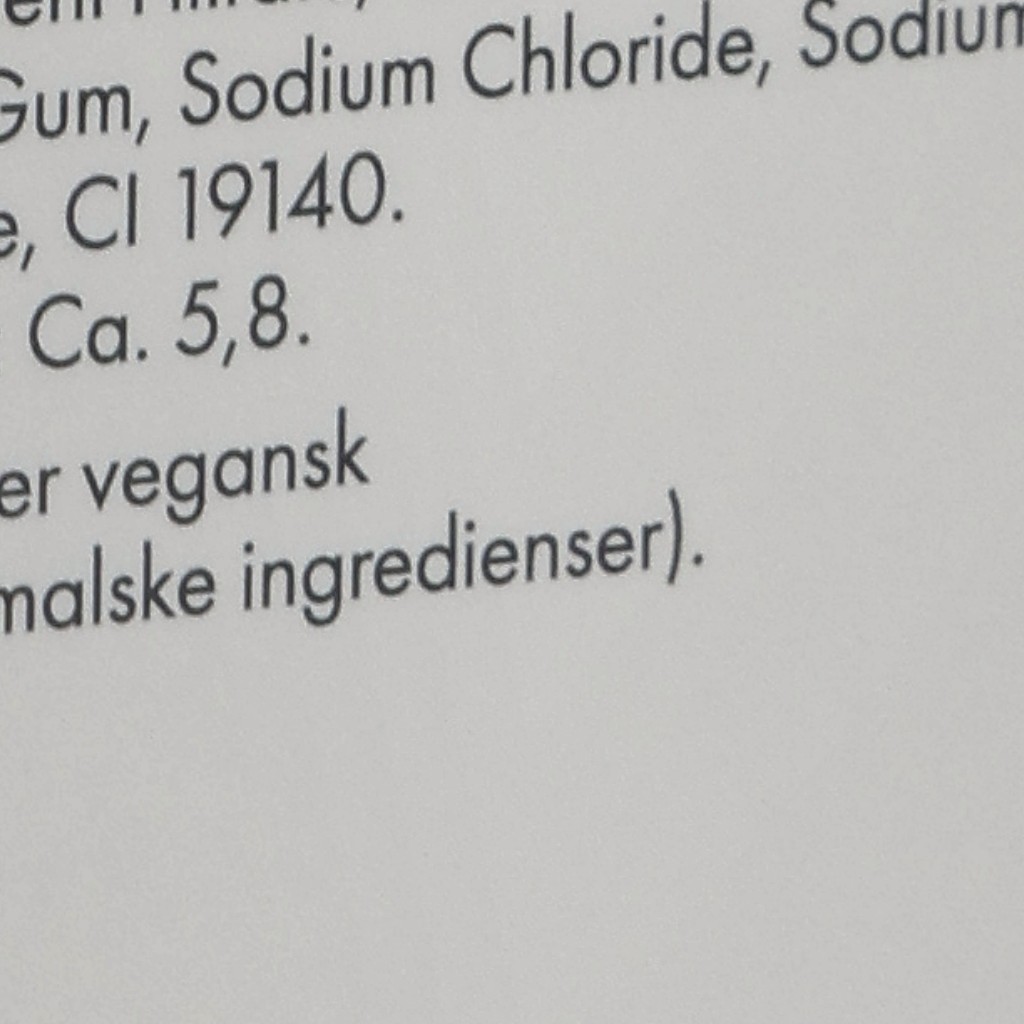 Gum, Sodium Chloride, Sodium
CI 19140.
Ca. 5,8.
er vegansk
malske ingredienser).